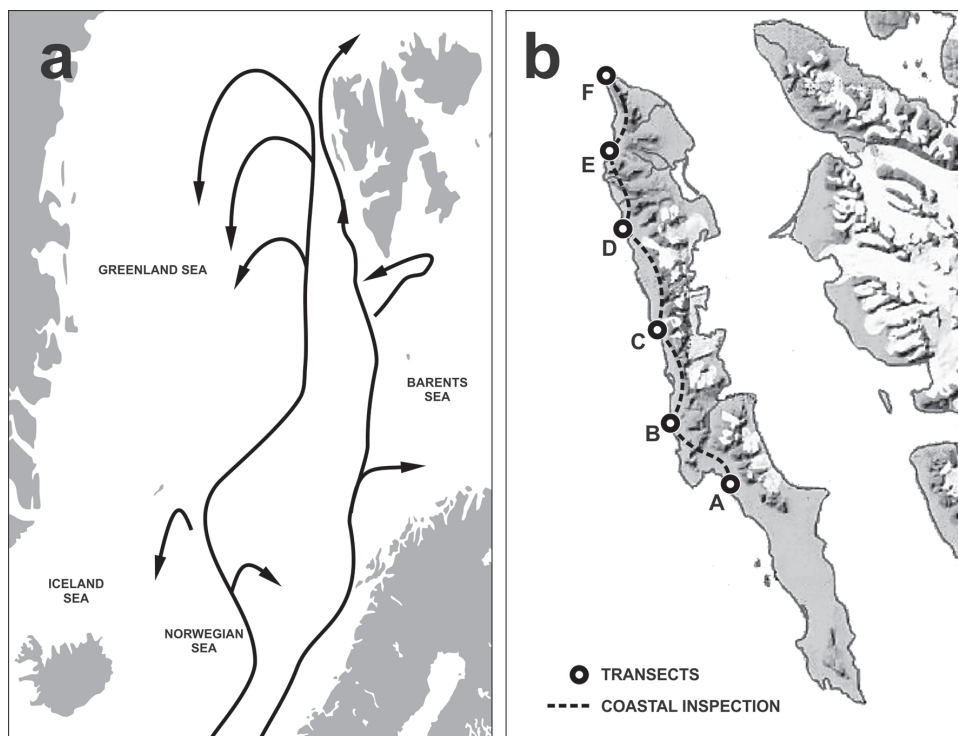 a
GREENLAND SEA
BARENTS
SEA
ICELAND
SEA
NORWEGIAN
SEA
b
F
E
D
C
B
A
TRANSECTS
COASTAL INSPECTION